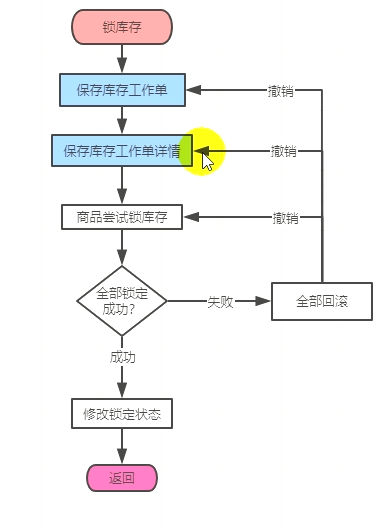 锁库存
保存库存工作单
撤销
保存库存工作单详情
撤销
商品尝试锁库存
撤销
全部锁定
成功？
失败
全部回滚
成功
修改锁定状态
返回